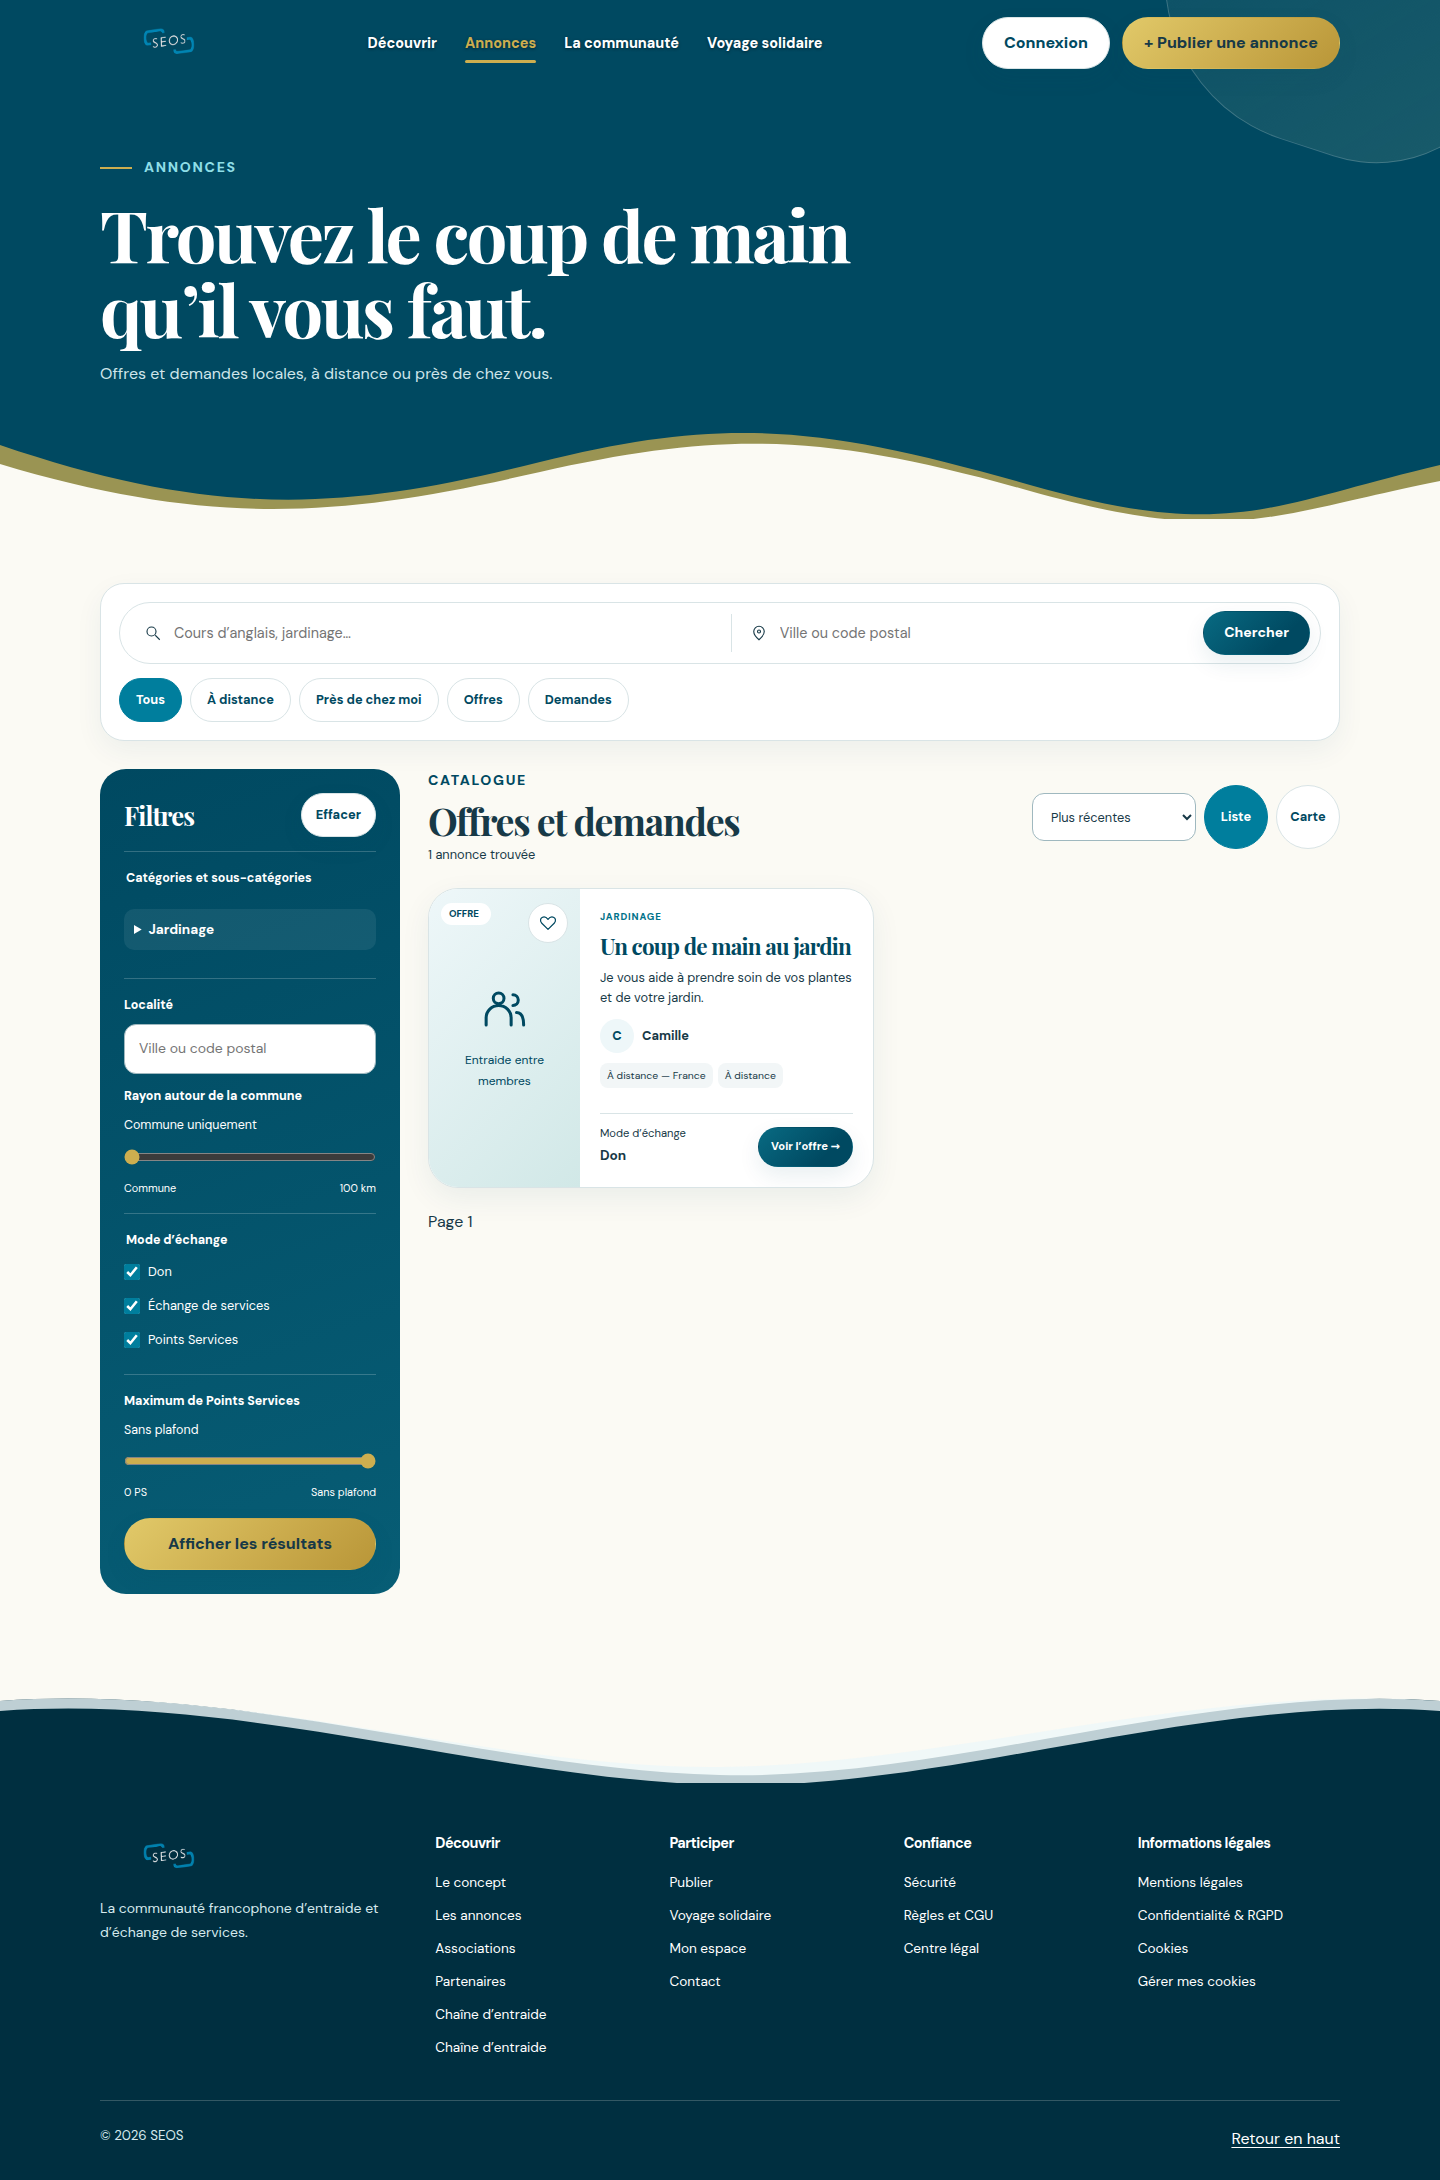 SEOS
Découvrir
Annonces
La communauté
Voyage solidaire
Connexion
+ Publier une annonce
ANNONCES
Trouvez le coup de main
qu’il vous faut.
Offres et demandes locales, à distance ou près de chez vous.
Cours d’anglais, jardinage…
Ville ou code postal
Chercher
Tous
À distance
Près de chez moi
Offres
Demandes
Filtres
Effacer
Catégories et sous-catégories
Jardinage
Localité
Ville ou code postal
Rayon autour de la commune
Commune uniquement
Commune
100 km
Mode d’échange
Don
Échange de services
Points Services
Maximum de Points Services
Sans plafond
0 PS
Sans plafond
Afficher les résultats
CATALOGUE
Offres et demandes
1 annonce trouvée
Plus récentes
Liste
Carte
OFFRE
Entraide entre
membres
JARDINAGE
Un coup de main au jardin
Je vous aide à prendre soin de vos plantes
et de votre jardin.
C
Camille
À distance — France
À distance
Mode d’échange
Don
Voir l’offre →
Page 1
SEOS
La communauté francophone d’entraide et
d’échange de services.
Découvrir
Le concept
Les annonces
Associations
Partenaires
Chaîne d’entraide
Chaîne d’entraide
Participer
Publier
Voyage solidaire
Mon espace
Contact
Confiance
Sécurité
Règles et CGU
Centre légal
Informations légales
Mentions légales
Confidentialité & RGPD
Cookies
Gérer mes cookies
© 2026 SEOS
Retour en haut